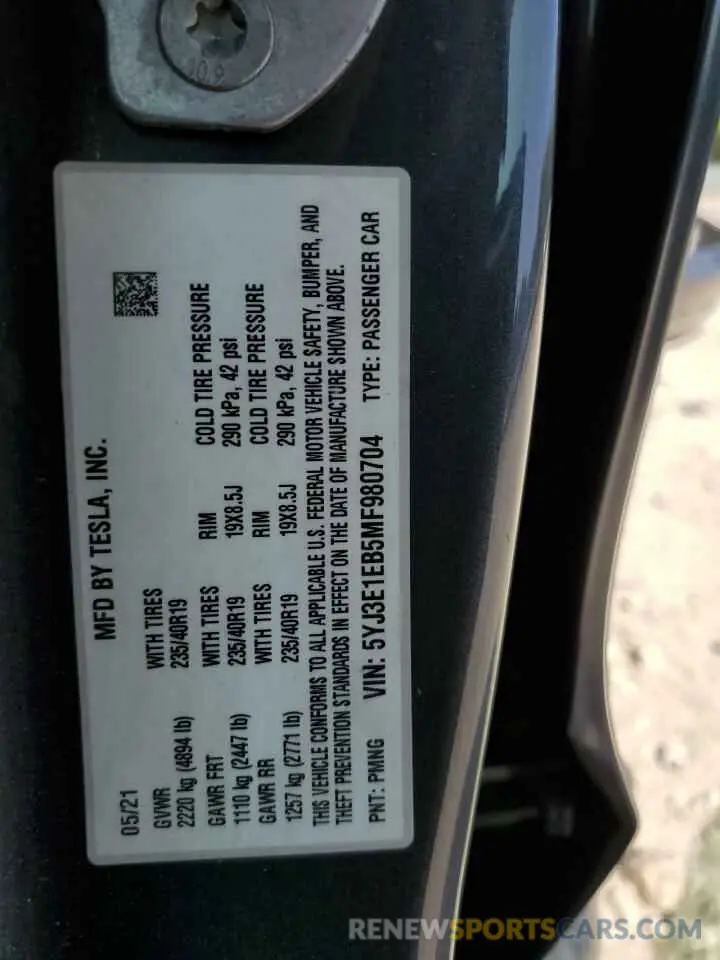 10.9
MFD BY TESLA, INC.
05/21
GVWR WITH TIRES
2220 kg (4894 lb) 235/40R19
GAWR FRT WITH TIRES RIM COLD TIRE PRESSURE
1110 kg (2447 lb) 235/40R19 19X8.5J 290 kPa, 42 psi
GAWR RR WITH TIRES RIM COLD TIRE PRESSURE
1257 kg (2771 lb) 235/40R19 19X8.5J 290 kPa, 42 psi
THIS VEHICLE CONFORMS TO ALL APPLICABLE U.S. FEDERAL MOTOR VEHICLE SAFETY, BUMPER, AND
THEFT PREVENTION STANDARDS IN EFFECT ON THE DATE OF MANUFACTURE SHOWN ABOVE.
PNT: PMNG VIN: 5YJ3E1EB5MF980704 TYPE: PASSENGER CAR
RENEWSPORTSCARS.COM